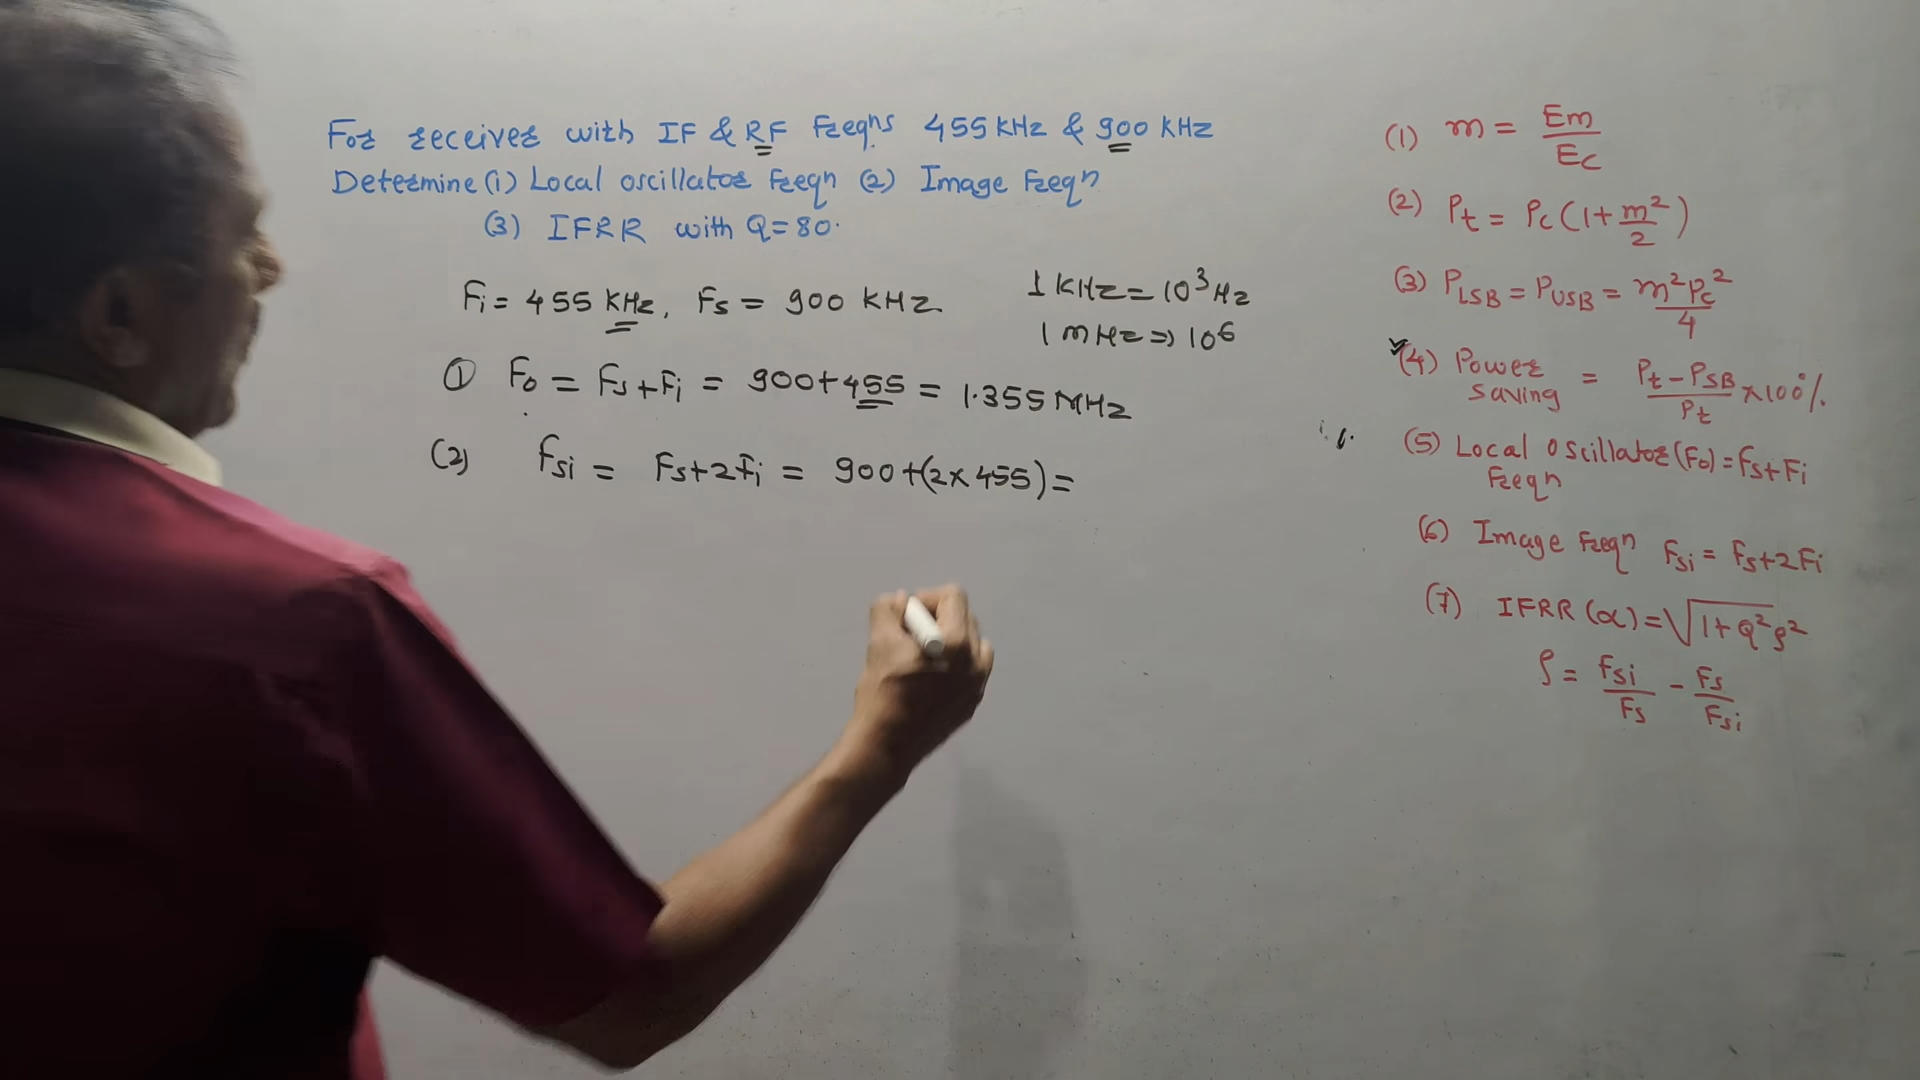 For receiver with IF & RF Freqns 455 KHz & 900 KHz
Determine (1) Local oscillator Freqn (2) Image Freqn
(3) IFRR with Q=80.
Fi = 455 KHz, Fs = 900 KHz
1 KHz = 10³Hz
1 mHz => 10⁶
① Fo = Fs+Fi = 900+455 = 1.355 MHz
(2) fsi = Fs+2Fi = 900+(2×455) =
(1) m = Em/Ec
(2) Pt = Pc(1+m²/2)
(3) PLSB = PUSB = m²Pc²/4
(4) Power saving = Pt-PSB/Pt ×100%.
(5) Local oscillator (Fo) = fs+Fi
Freqn
(6) Image Freqn Fsi = Fs+2Fi
(7) IFRR (α) = √1+Q²ρ²
ρ = Fsi/Fs - Fs/Fsi